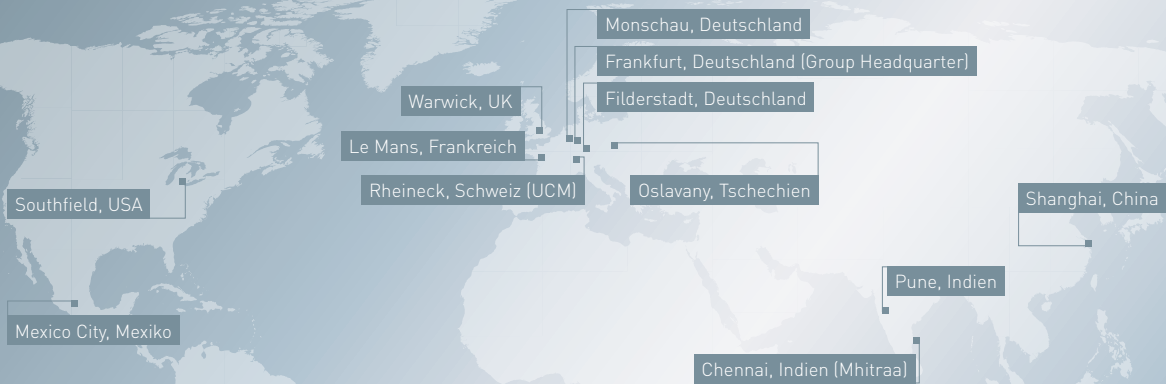 Monschau, Deutschland
Frankfurt, Deutschland (Group Headquarter)
Warwick, UK
Filderstadt, Deutschland
Le Mans, Frankreich
Rheineck, Schweiz (UCM)
Oslavany, Tschechien
Southfield, USA
Shanghai, China
Pune, Indien
Mexico City, Mexiko
Chennai, Indien (Mhitraa)